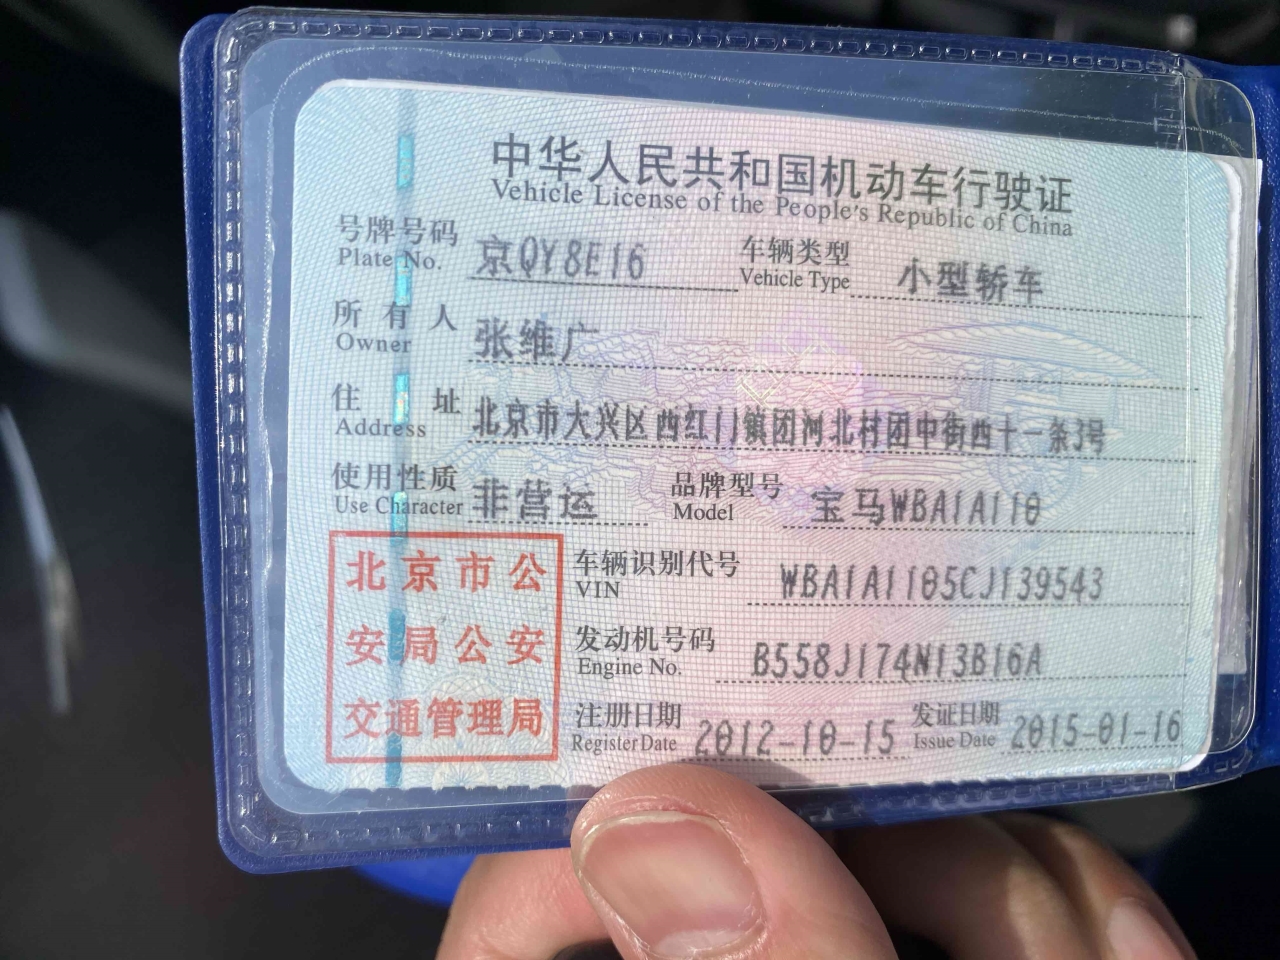 中华人民共和国机动车行驶证
Vehicle License of the People's Republic of China
号牌号码 京QY8E16 车辆类型 小型轿车
Plate No. Vehicle Type
所有人 张维广
Owner
住址 北京市大兴区西红门镇团河北村团中街西十一条3号
Address
使用性质 非营运 品牌型号 宝马WBA1A110
Use Character Model
北京市公
安局公安
交通管理局
车辆识别代号 WBA1A1105CJ139543
VIN
发动机号码 B558J174N13B16A
Engine No.
注册日期 2012-10-15 发证日期 2015-01-16
Register Date Issue Date